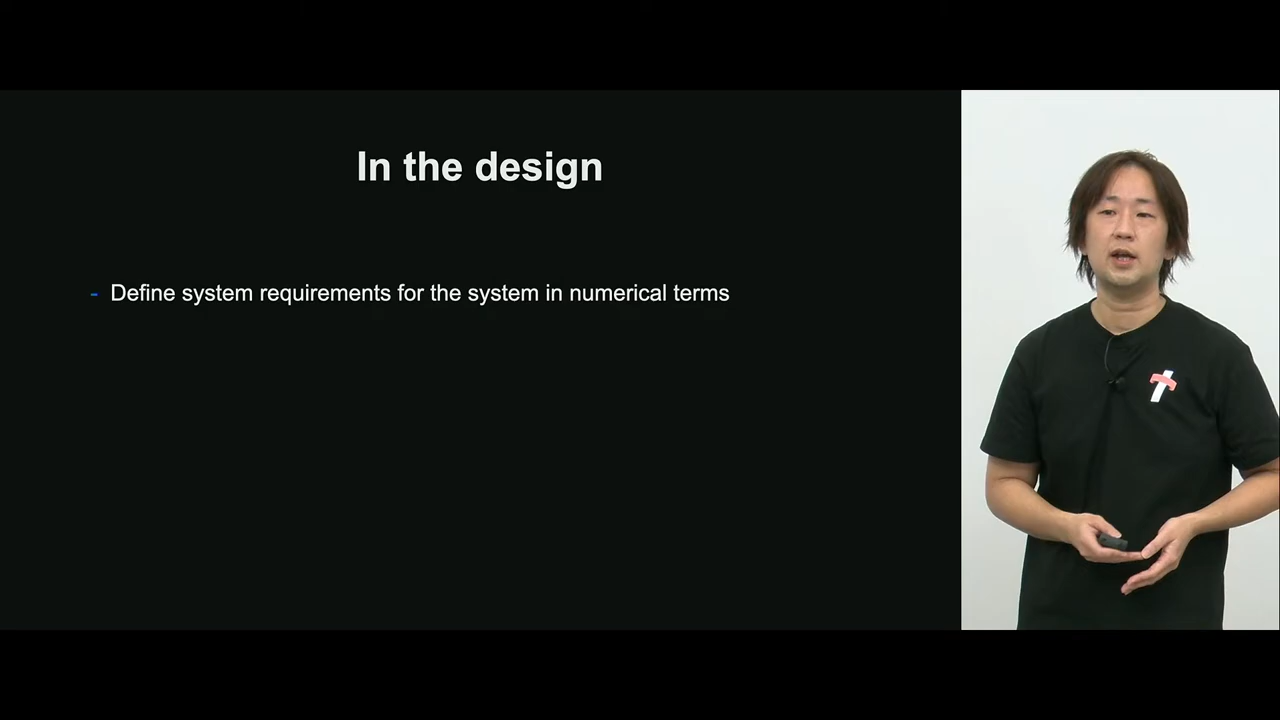 In the design
- Define system requirements for the system in numerical terms